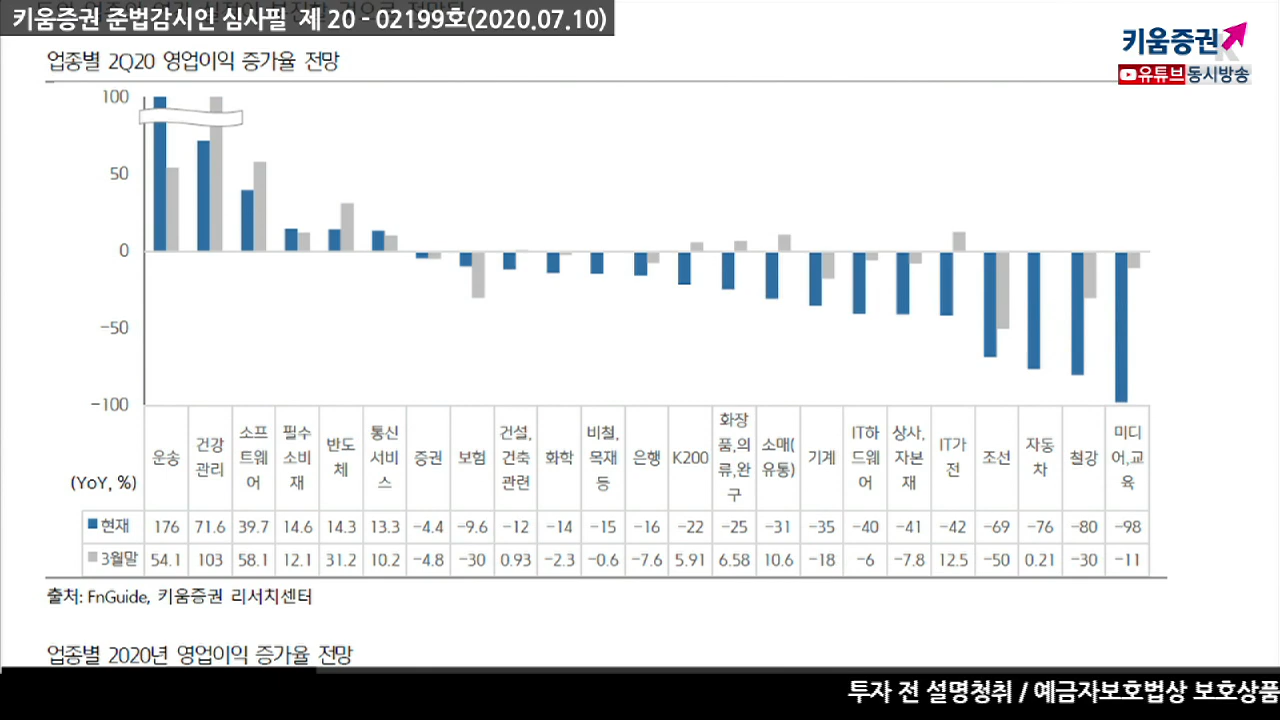 키움증권 준법감시인 심사필 제 20 - 02199호(2020.07.10)
키움증권
유튜브동시방송
업종별 2Q20 영업이익 증가율 전망
100
50
0
-50
-100
(YoY, %) 운송 건강관리 소프트웨어 필수소비재 반도체 통신서비스 증권 보험 건설,건축관련 화학 비철,목재등 은행 K200 화장품,의류,완구 소매(유통) 기계 IT하드웨어 상사,자본재 IT가전 조선 자동차 철강 미디어,교육
현재 176 71.6 39.7 14.6 14.3 13.3 -4.4 -9.6 -12 -14 -15 -16 -22 -25 -31 -35 -40 -41 -42 -69 -76 -80 -98
3월말 54.1 103 58.1 12.1 31.2 10.2 -4.8 -30 0.93 -2.3 -0.6 -7.6 5.91 6.58 10.6 -18 -6 -7.8 12.5 -50 0.21 -30 -11
출처: FnGuide, 키움증권 리서치센터
업종별 2020년 영업이익 증가율 전망
투자 전 설명청취 / 예금자보호법상 보호상품